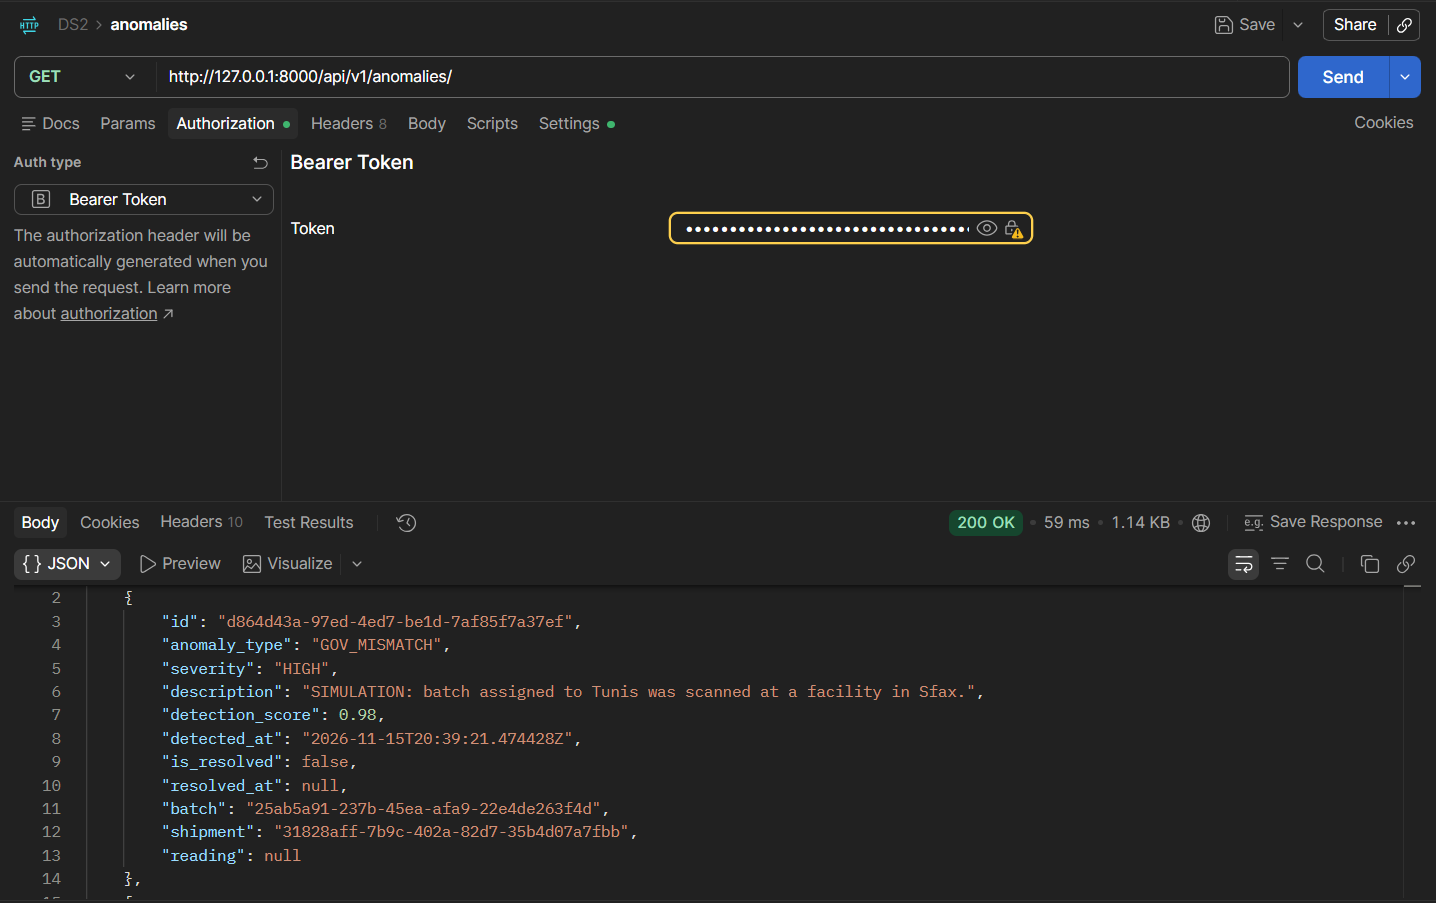 HTTP DS2 > anomalies Save Share
GET http://127.0.0.1:8000/api/v1/anomalies/ Send
Docs Params Authorization Headers 8 Body Scripts Settings Cookies
Auth type
B Bearer Token
The authorization header will be
automatically generated when you
send the request. Learn more
about authorization ↗
Bearer Token
Token ••••••••••••••••••••••••••••••••
Body Cookies Headers 10 Test Results 200 OK • 59 ms • 1.14 KB • e.g. Save Response •••
{ } JSON Preview Visualize
2 {
3 "id": "d864d43a-97ed-4ed7-be1d-7af85f7a37ef",
4 "anomaly_type": "GOV_MISMATCH",
5 "severity": "HIGH",
6 "description": "SIMULATION: batch assigned to Tunis was scanned at a facility in Sfax.",
7 "detection_score": 0.98,
8 "detected_at": "2026-11-15T20:39:21.474428Z",
9 "is_resolved": false,
10 "resolved_at": null,
11 "batch": "25ab5a91-237b-45ea-afa9-22e4de263f4d",
12 "shipment": "31828aff-7b9c-402a-82d7-35b4d07a7fbb",
13 "reading": null
14 },